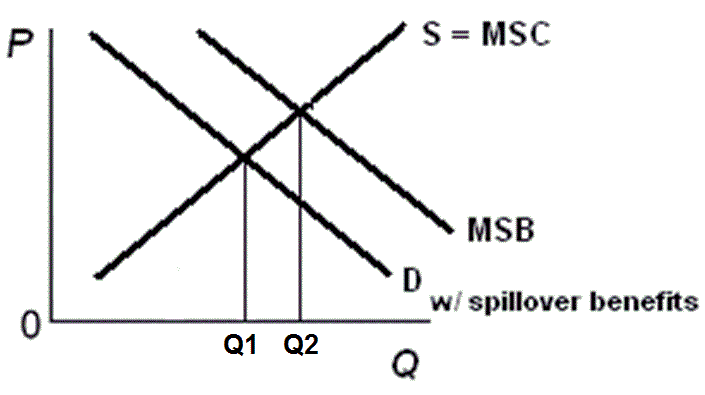 P
S = MSC
MSB
D
w/ spillover benefits
0
Q1 Q2
Q